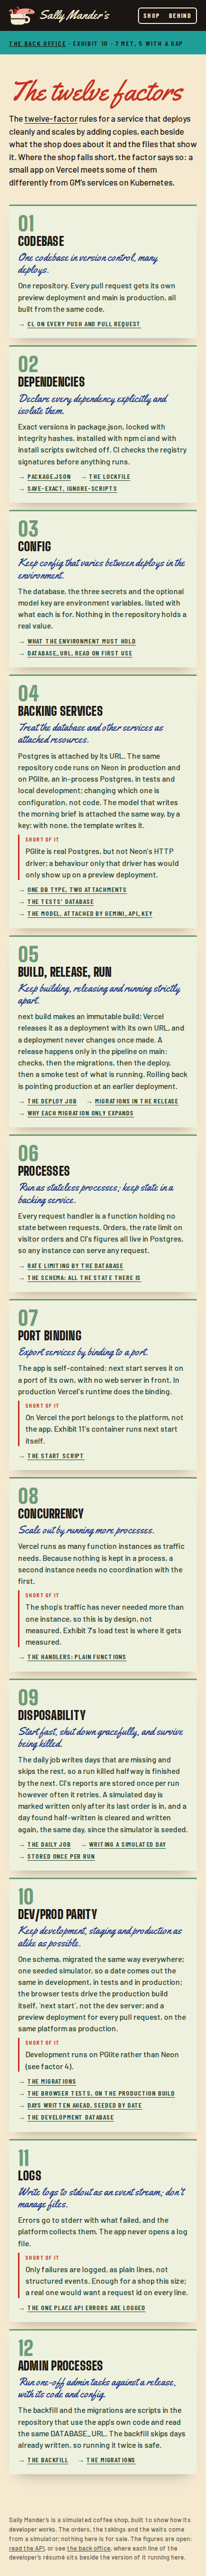 Sally Mander's
SHOP BEHIND
THE BACK OFFICE · EXHIBIT 10 · 7 MET, 5 WITH A GAP
The twelve factors
The twelve-factor rules for a service that deploys
cleanly and scales by adding copies, each beside
what the shop does about it and the files that show
it. Where the shop falls short, the factor says so: a
small app on Vercel meets some of them
differently from GM's services on Kubernetes.
01
CODEBASE
One codebase in version control, many
deploys.
One repository. Every pull request gets its own
preview deployment and main is production, all
built from the same code.
→ CI, ON EVERY PUSH AND PULL REQUEST
02
DEPENDENCIES
Declare every dependency explicitly and
isolate them.
Exact versions in package.json, locked with
integrity hashes, installed with npm ci and with
install scripts switched off. CI checks the registry
signatures before anything runs.
→ PACKAGE.JSON → THE LOCKFILE
→ SAVE-EXACT, IGNORE-SCRIPTS
03
CONFIG
Keep config that varies between deploys in the
environment.
The database, the three secrets and the optional
model key are environment variables, listed with
what each is for. Nothing in the repository holds a
real value.
→ WHAT THE ENVIRONMENT MUST HOLD
→ DATABASE_URL, READ ON FIRST USE
04
BACKING SERVICES
Treat the database and other services as
attached resources.
Postgres is attached by its URL. The same
repository code runs on Neon in production and
on PGlite, an in-process Postgres, in tests and
local development; changing which one is
configuration, not code. The model that writes
the morning brief is attached the same way, by a
key; with none, the template writes it.
SHORT OF IT
PGlite is real Postgres, but not Neon's HTTP
driver; a behaviour only that driver has would
only show up on a preview deployment.
→ ONE DB TYPE, TWO ATTACHMENTS
→ THE TESTS' DATABASE
→ THE MODEL, ATTACHED BY GEMINI_API_KEY
05
BUILD, RELEASE, RUN
Keep building, releasing and running strictly
apart.
next build makes an immutable build; Vercel
releases it as a deployment with its own URL, and
a deployment never changes once made. A
release happens only in the pipeline on main:
checks, then the migrations, then the deploy,
then a smoke test of what is running. Rolling back
is pointing production at an earlier deployment.
→ THE DEPLOY JOB → MIGRATIONS IN THE RELEASE
→ WHY EACH MIGRATION ONLY EXPANDS
06
PROCESSES
Run as stateless processes; keep state in a
backing service.
Every request handler is a function holding no
state between requests. Orders, the rate limit on
visitor orders and CI's figures all live in Postgres,
so any instance can serve any request.
→ RATE LIMITING BY THE DATABASE
→ THE SCHEMA: ALL THE STATE THERE IS
07
PORT BINDING
Export services by binding to a port.
The app is self-contained: next start serves it on
a port of its own, with no web server in front. In
production Vercel's runtime does the binding.
SHORT OF IT
On Vercel the port belongs to the platform, not
the app. Exhibit 11's container runs next start
itself.
→ THE START SCRIPT
08
CONCURRENCY
Scale out by running more processes.
Vercel runs as many function instances as traffic
needs. Because nothing is kept in a process, a
second instance needs no coordination with the
first.
SHORT OF IT
The shop's traffic has never needed more than
one instance, so this is by design, not
measured. Exhibit 7's load test is where it gets
measured.
→ THE HANDLERS: PLAIN FUNCTIONS
09
DISPOSABILITY
Start fast, shut down gracefully, and survive
being killed.
The daily job writes days that are missing and
skips the rest, so a run killed halfway is finished
by the next. CI's reports are stored once per run
however often it retries. A simulated day is
marked written only after its last order is in, and a
day found half-written is cleared and written
again, the same day, since the simulator is seeded.
→ THE DAILY JOB → WRITING A SIMULATED DAY
→ STORED ONCE PER RUN
10
DEV/PROD PARITY
Keep development, staging and production as
alike as possible.
One schema, migrated the same way everywhere;
one seeded simulator, so a date comes out the
same in development, in tests and in production;
the browser tests drive the production build
itself, `next start`, not the dev server; and a
preview deployment for every pull request, on the
same platform as production.
SHORT OF IT
Development runs on PGlite rather than Neon
(see factor 4).
→ THE MIGRATIONS
→ THE BROWSER TESTS, ON THE PRODUCTION BUILD
→ DAYS WRITTEN AHEAD, SEEDED BY DATE
→ THE DEVELOPMENT DATABASE
11
LOGS
Write logs to stdout as an event stream; don't
manage files.
Errors go to stderr with what failed, and the
platform collects them. The app never opens a log
file.
SHORT OF IT
Only failures are logged, as plain lines, not
structured events. Enough for a shop this size;
a real one would want a request id on every line.
→ THE ONE PLACE API ERRORS ARE LOGGED
12
ADMIN PROCESSES
Run one-off admin tasks against a release,
with its code and config.
The backfill and the migrations are scripts in the
repository that use the app's own code and read
the same DATABASE_URL. The backfill skips days
already written, so running it twice is safe.
→ THE BACKFILL → THE MIGRATIONS
Sally Mander's is a simulated coffee shop, built to show how its
developer works. The orders, the takings and the waits come
from a simulator; nothing here is real. The figures are open:
read the API, or see the back office, where each line of the
developer's résumé sits beside the version of it running here.